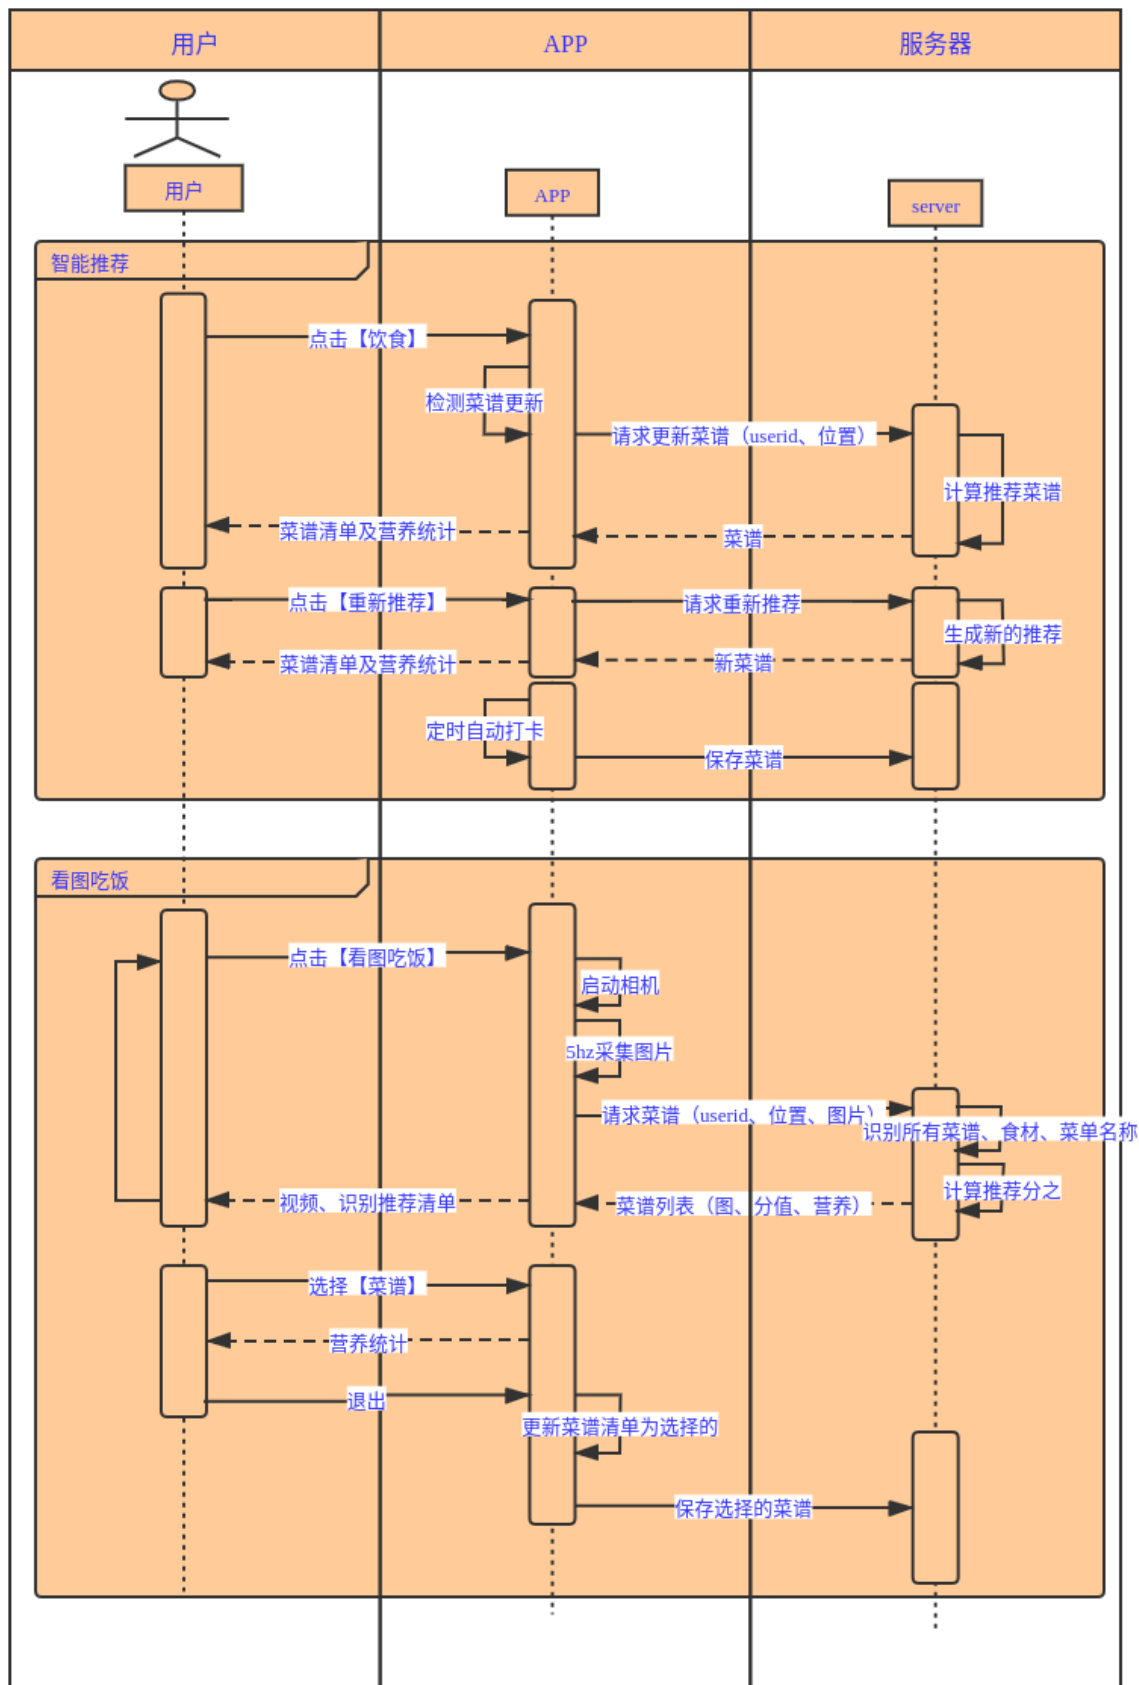 用户
APP
服务器
用户
APP
server
智能推荐
点击【饮食】
检测菜谱更新
请求更新菜谱（userid、位置）
计算推荐菜谱
菜谱清单及营养统计
菜谱
点击【重新推荐】
请求重新推荐
生成新的推荐
菜谱清单及营养统计
新菜谱
定时自动打卡
保存菜谱
看图吃饭
点击【看图吃饭】
启动相机
5hz采集图片
请求菜谱（userid、位置、图片）
识别所有菜谱、食材、菜单名称
计算推荐分之
视频、识别推荐清单
菜谱列表（图、分值、营养）
选择【菜谱】
营养统计
退出
更新菜谱清单为选择的
保存选择的菜谱